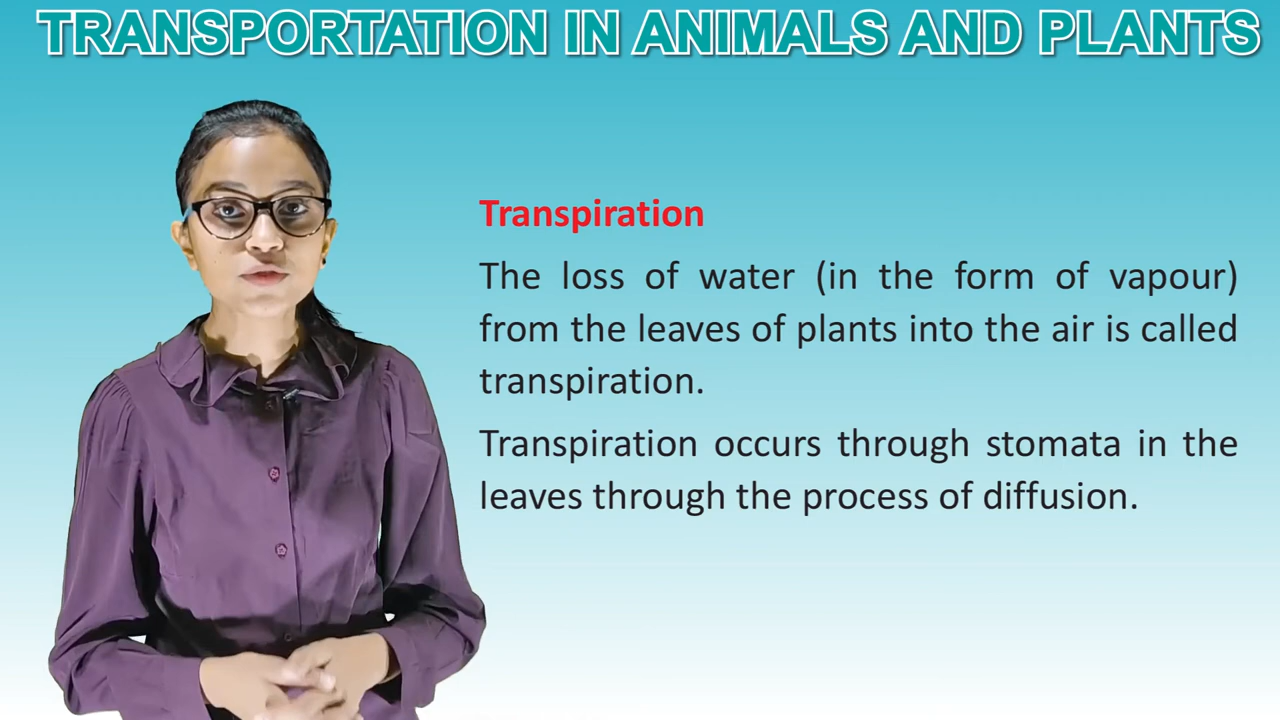 TRANSPORTATION IN ANIMALS AND PLANTS
Transpiration
The loss of water (in the form of vapour)
from the leaves of plants into the air is called
transpiration.
Transpiration occurs through stomata in the
leaves through the process of diffusion.